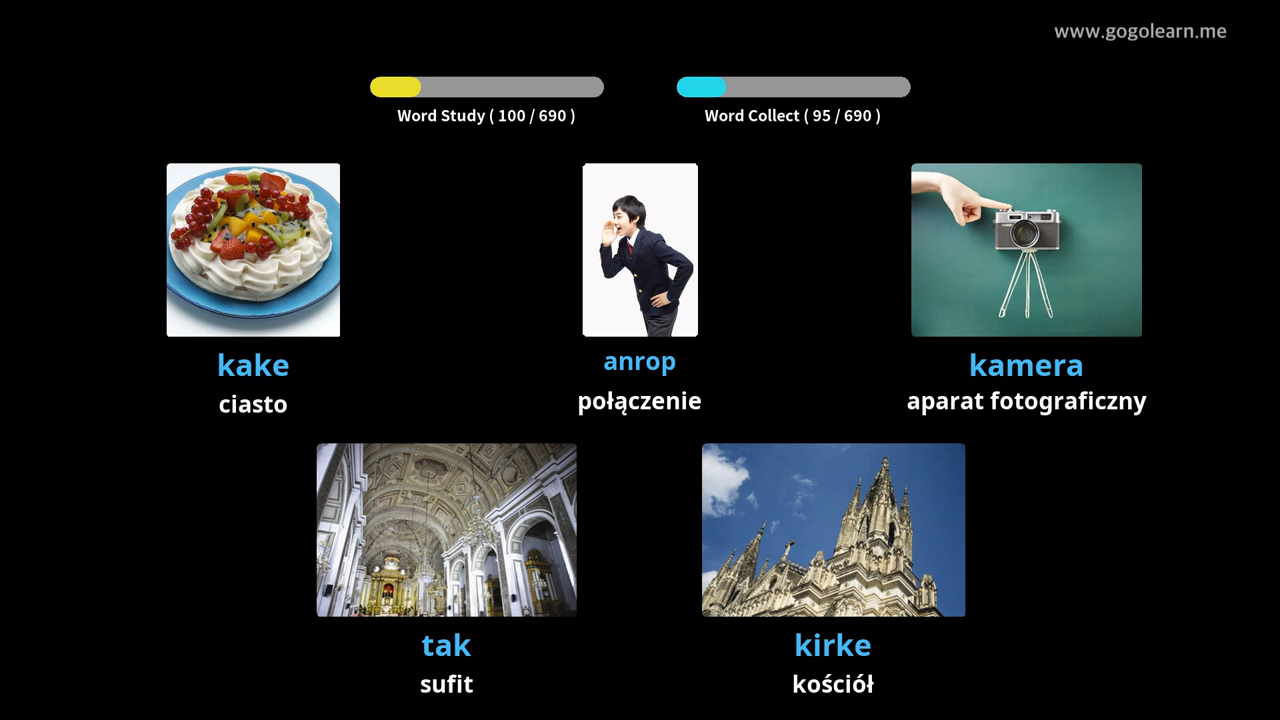 www.gogolearn.me
Word Study ( 100 / 690 )
Word Collect ( 95 / 690 )
kake
ciasto
anrop
połączenie
kamera
aparat fotograficzny
tak
sufit
kirke
kościół